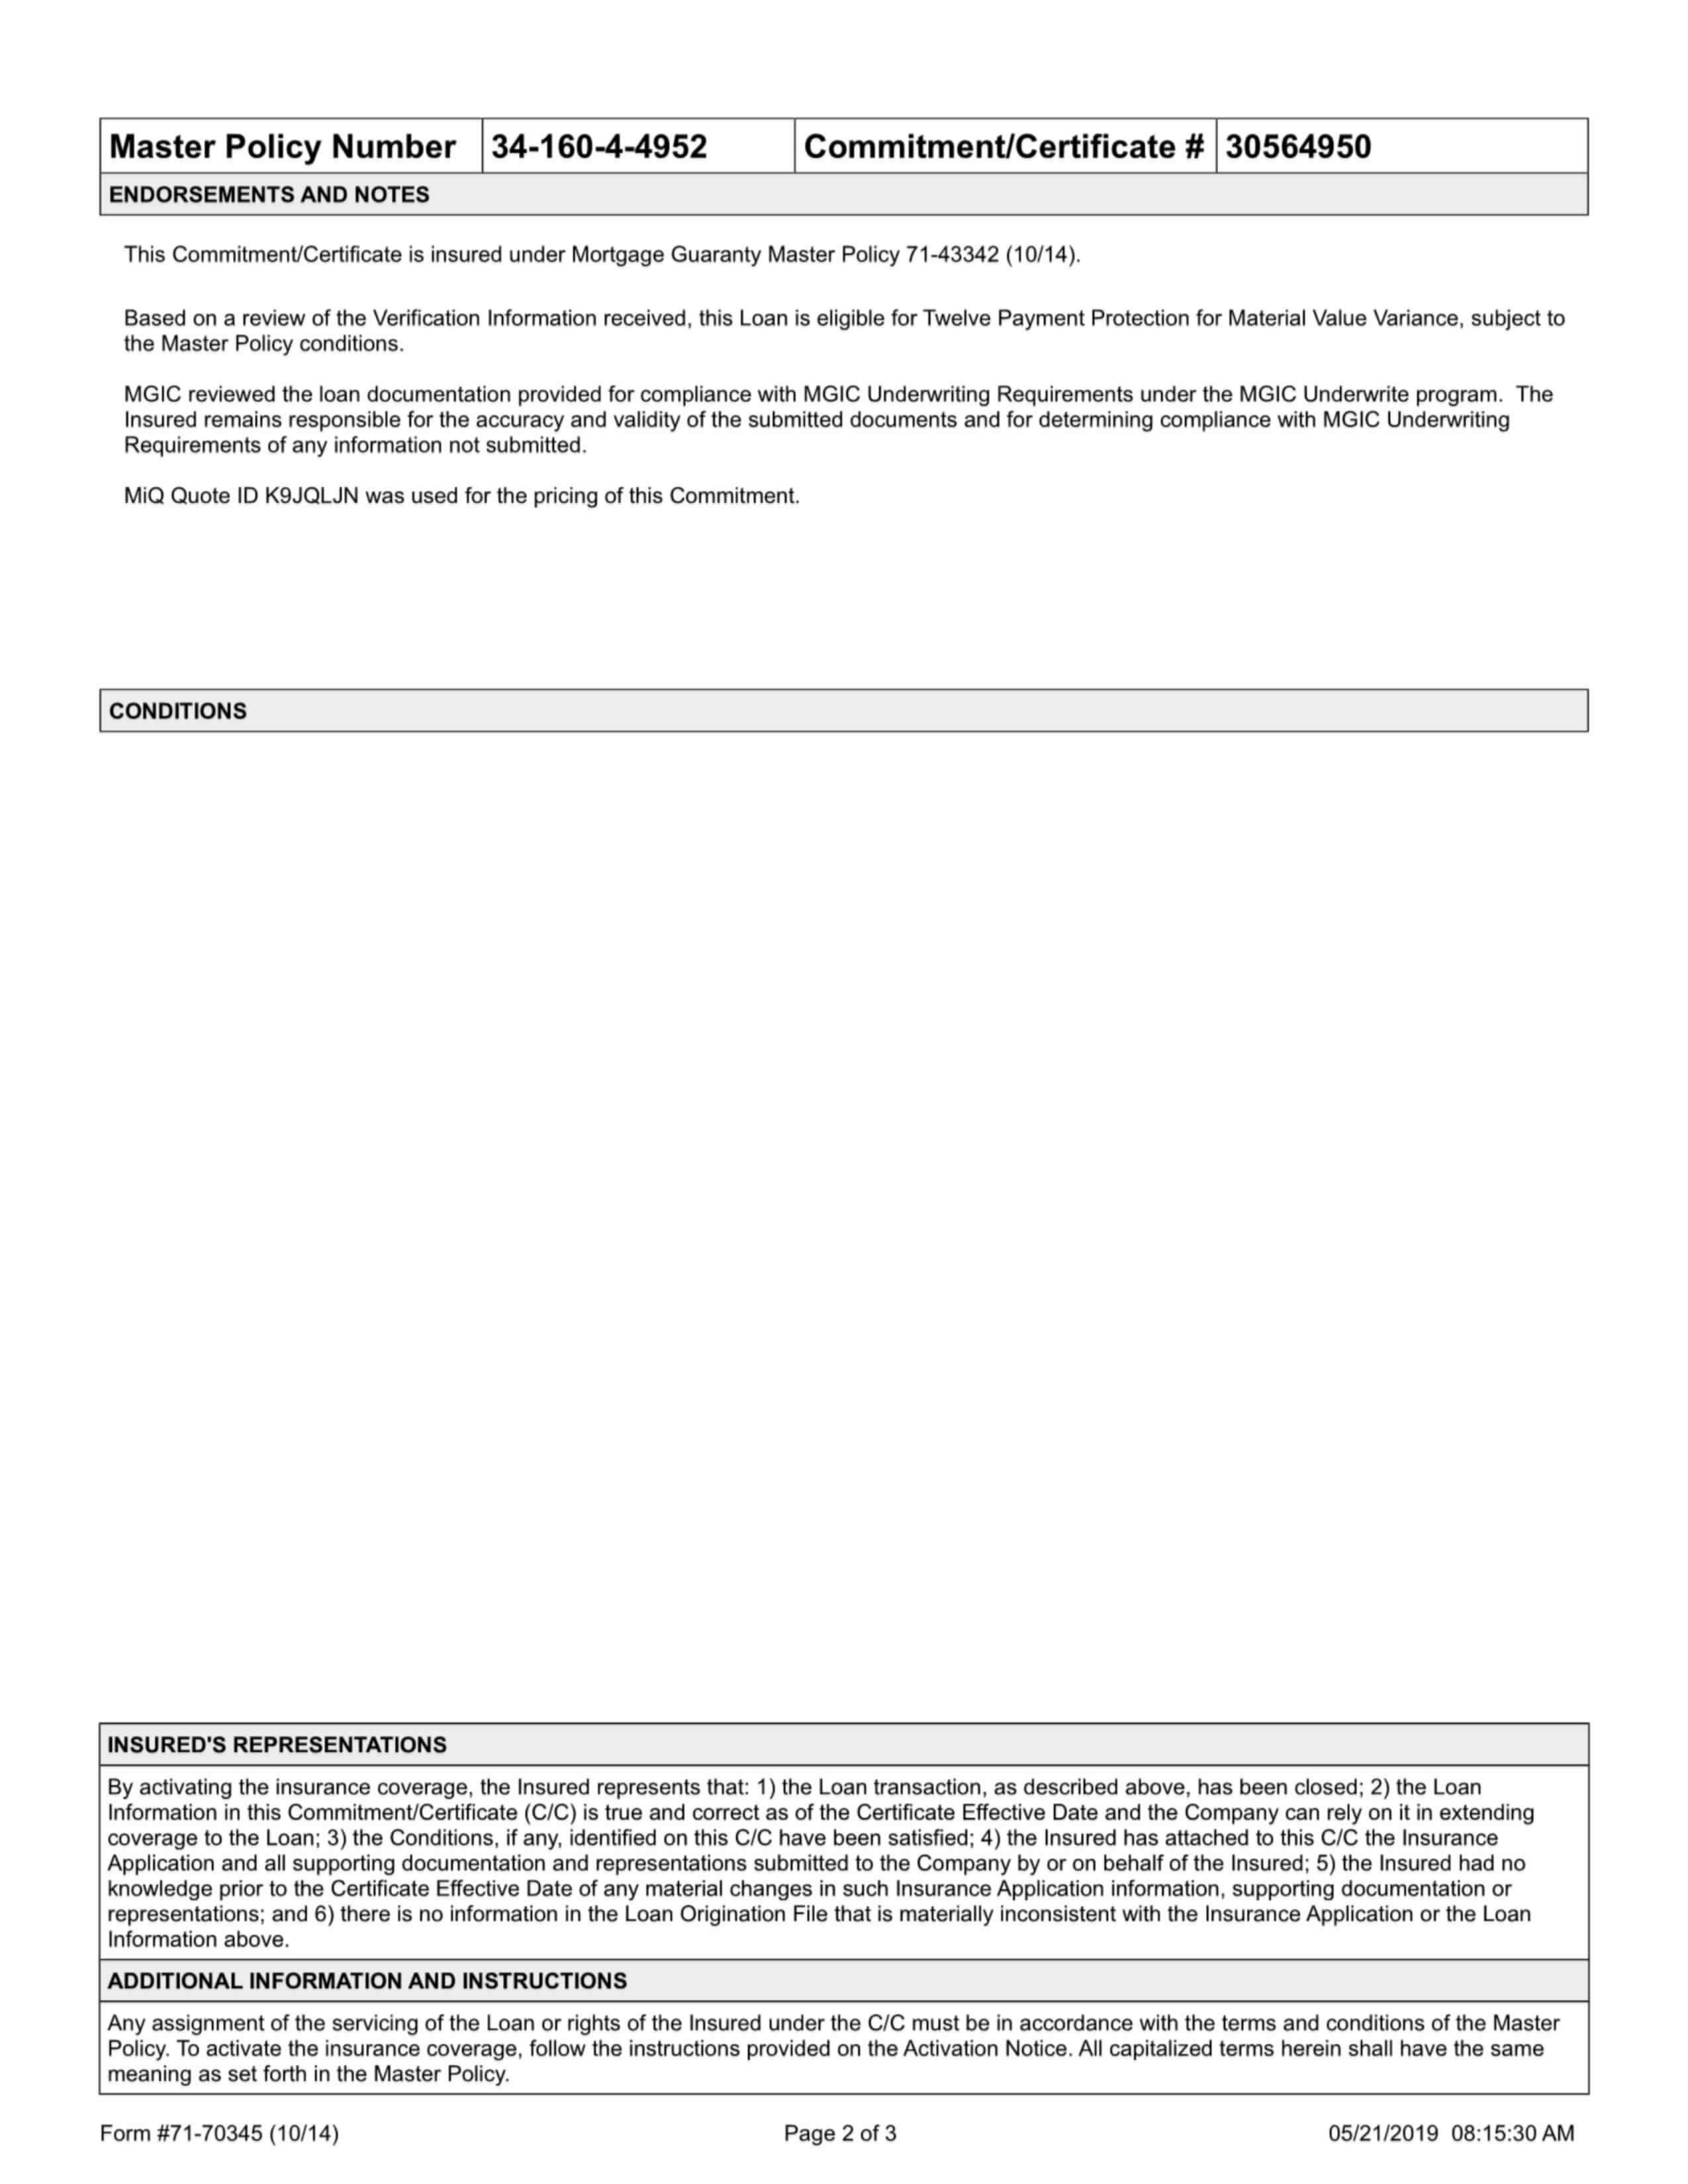 Master Policy Number 34-160-4-4952 Commitment/Certificate # 30564950
ENDORSEMENTS AND NOTES
This Commitment/Certificate is insured under Mortgage Guaranty Master Policy 71-43342 (10/14).
Based on a review of the Verification Information received, this Loan is eligible for Twelve Payment Protection for Material Value Variance, subject to
the Master Policy conditions.
MGIC reviewed the loan documentation provided for compliance with MGIC Underwriting Requirements under the MGIC Underwrite program.  The
Insured remains responsible for the accuracy and validity of the submitted documents and for determining compliance with MGIC Underwriting
Requirements of any information not submitted.
MiQ Quote ID K9JQLJN was used for the pricing of this Commitment.
CONDITIONS
INSURED'S REPRESENTATIONS
By activating the insurance coverage, the Insured represents that: 1) the Loan transaction, as described above, has been closed; 2) the Loan
Information in this Commitment/Certificate (C/C) is true and correct as of the Certificate Effective Date and the Company can rely on it in extending
coverage to the Loan; 3) the Conditions, if any, identified on this C/C have been satisfied; 4) the Insured has attached to this C/C the Insurance
Application and all supporting documentation and representations submitted to the Company by or on behalf of the Insured; 5) the Insured had no
knowledge prior to the Certificate Effective Date of any material changes in such Insurance Application information, supporting documentation or
representations; and 6) there is no information in the Loan Origination File that is materially inconsistent with the Insurance Application or the Loan
Information above.
ADDITIONAL INFORMATION AND INSTRUCTIONS
Any assignment of the servicing of the Loan or rights of the Insured under the C/C must be in accordance with the terms and conditions of the Master
Policy. To activate the insurance coverage, follow the instructions provided on the Activation Notice. All capitalized terms herein shall have the same
meaning as set forth in the Master Policy.
Form #71-70345 (10/14) Page 2 of 3 05/21/2019 08:15:30 AM